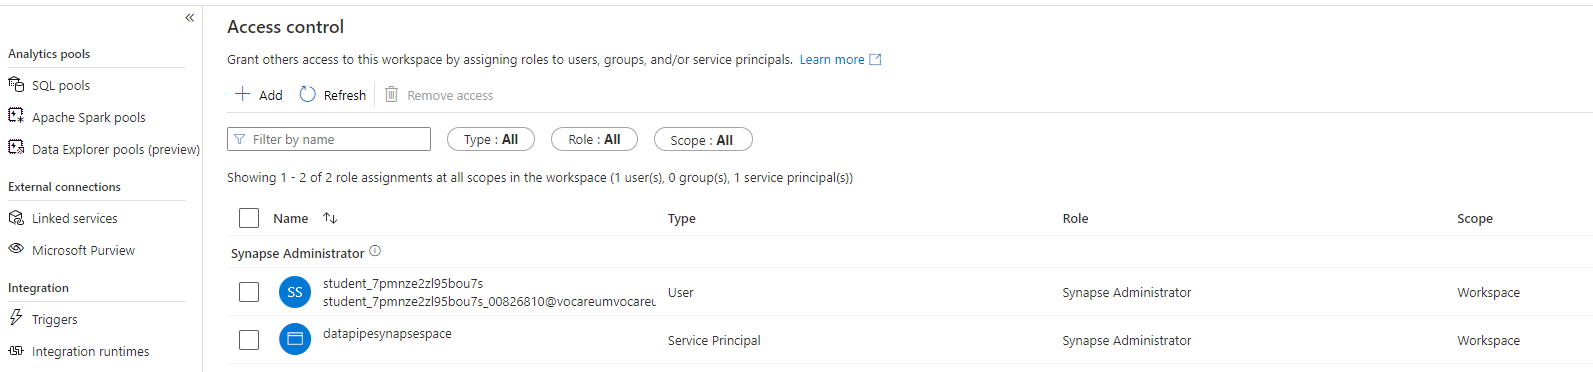 «
Analytics pools
SQL pools
Apache Spark pools
Data Explorer pools (preview)
External connections
Linked services
Microsoft Purview
Integration
Triggers
Integration runtimes
Access control
Grant others access to this workspace by assigning roles to users, groups, and/or service principals. Learn more
Add Refresh Remove access
Filter by name Type : All Role : All Scope : All
Showing 1 - 2 of 2 role assignments at all scopes in the workspace (1 user(s), 0 group(s), 1 service principal(s))
Name Type Role Scope
Synapse Administrator
SS student_7pmnze2zl95bou7s
student_7pmnze2zl95bou7s_00826810@vocareumvocareu User Synapse Administrator Workspace
datapipesynapsespace Service Principal Synapse Administrator Workspace